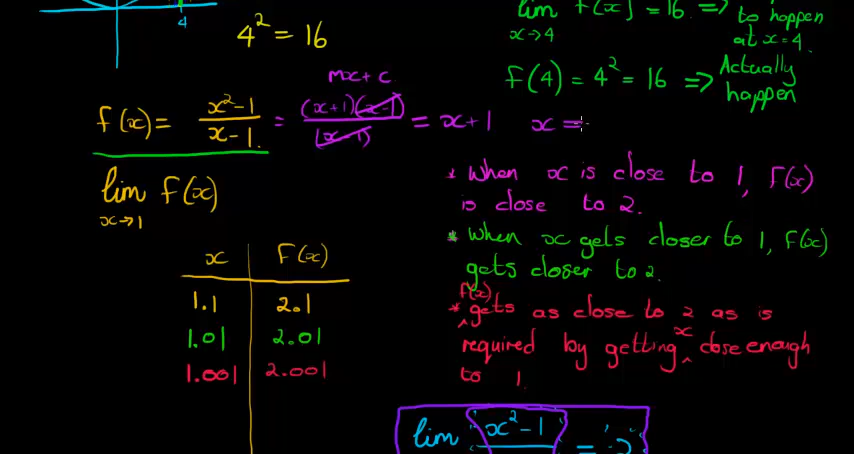 4
4² = 16
lim f(x) = 16 => to happen
x→4 at x=4.
f(4) = 4² = 16 => Actually happen
mx + c
f(x) = x²-1 / x-1 = (x+1)(x-1) / (x-1) = x+1 x =
lim f(x)
x→1
x f(x)
1.1 2.1
1.01 2.01
1.001 2.001
* When x is close to 1, f(x)
is close to 2.
* When x gets closer to 1, f(x)
gets closer to 2.
f(x)
* ^ gets as close to 2 as is
required by getting ^x close enough
to 1.
lim x²-1 =